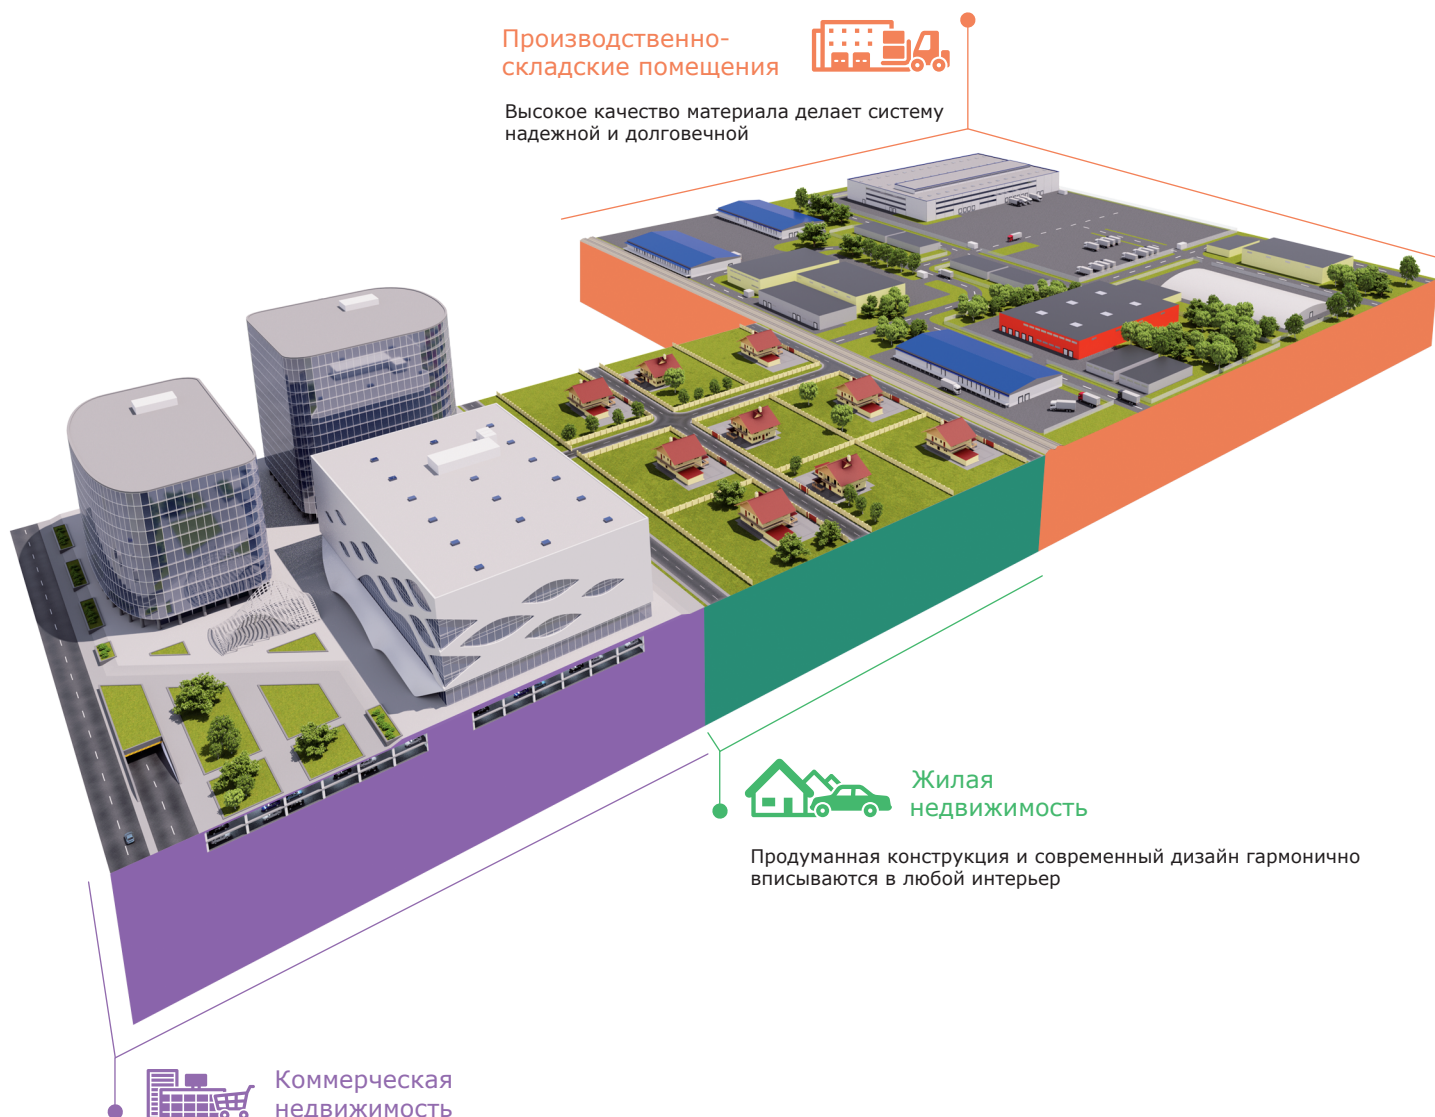 Производственно-
складские помещения
Высокое качество материала делает систему
надежной и долговечной
Жилая
недвижимость
Продуманная конструкция и современный дизайн гармонично
вписываются в любой интерьер
Коммерческая
недвижимость